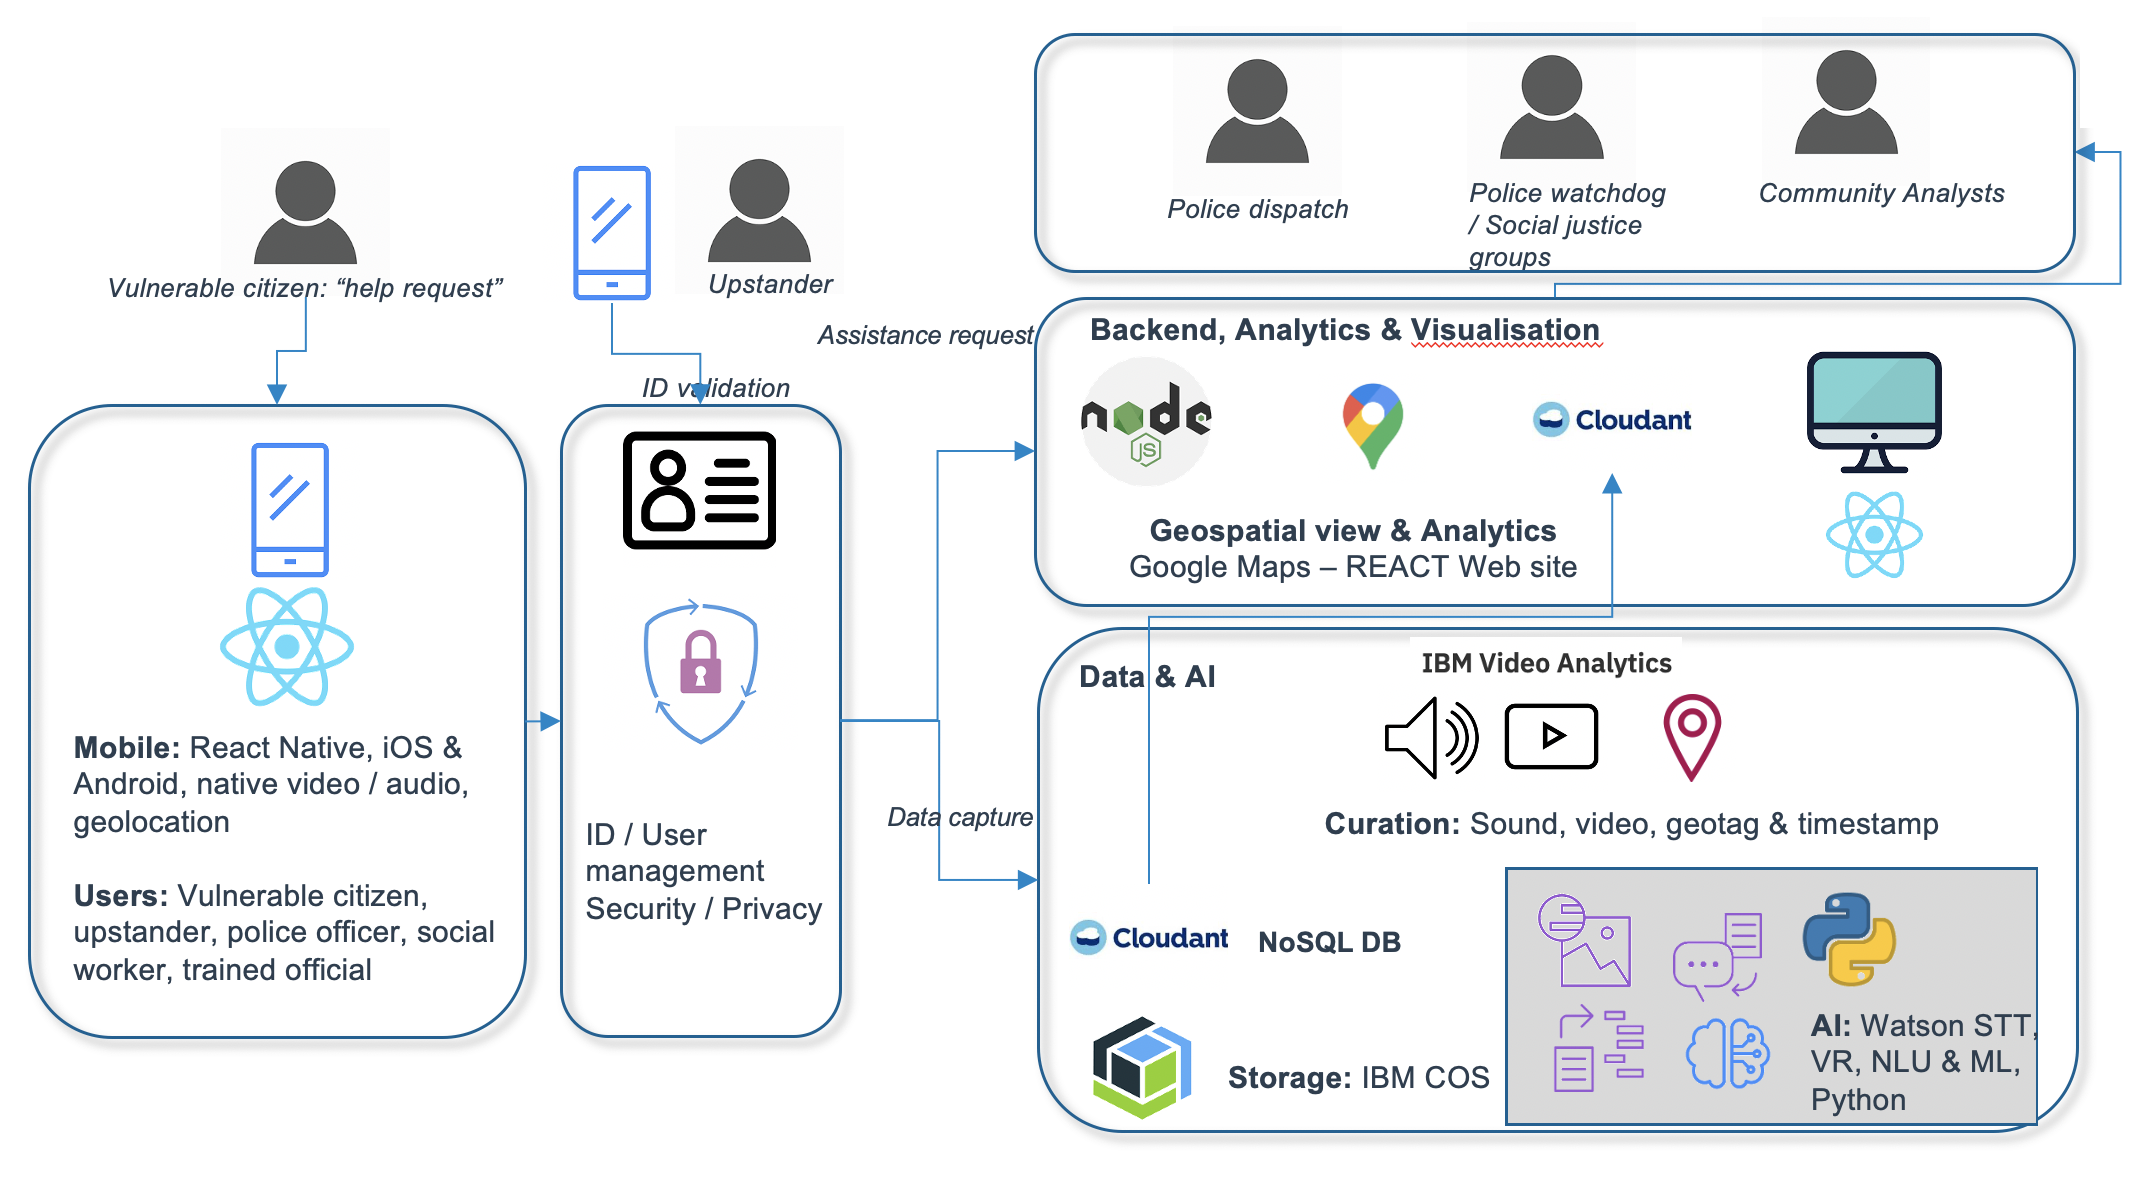 Police dispatch
Police watchdog
/ Social justice
groups
Community Analysts
Vulnerable citizen: “help request”
Upstander
Assistance request
ID validation
Backend, Analytics & Visualisation
node
JS
Cloudant
Geospatial view & Analytics
Google Maps – REACT Web site
Mobile: React Native, iOS &
Android, native video / audio,
geolocation
Users: Vulnerable citizen,
upstander, police officer, social
worker, trained official
ID / User
management
Security / Privacy
Data capture
Data & AI
IBM Video Analytics
Curation: Sound, video, geotag & timestamp
Cloudant
NoSQL DB
Storage: IBM COS
AI: Watson STT,
VR, NLU & ML,
Python